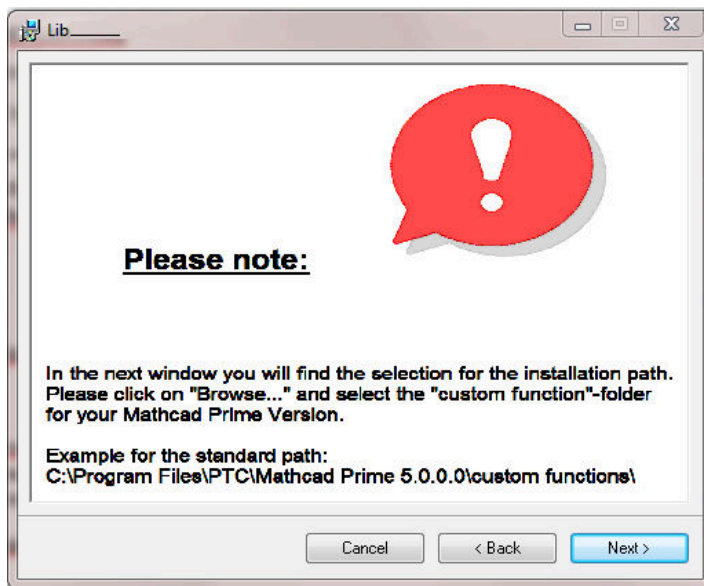 Lib______
Please note:
In the next window you will find the selection for the installation path.
Please click on "Browse..." and select the "custom function"-folder
for your Mathcad Prime Version.
Example for the standard path:
C:\Program Files\PTC\Mathcad Prime 5.0.0.0\custom functions\
Cancel
< Back
Next >